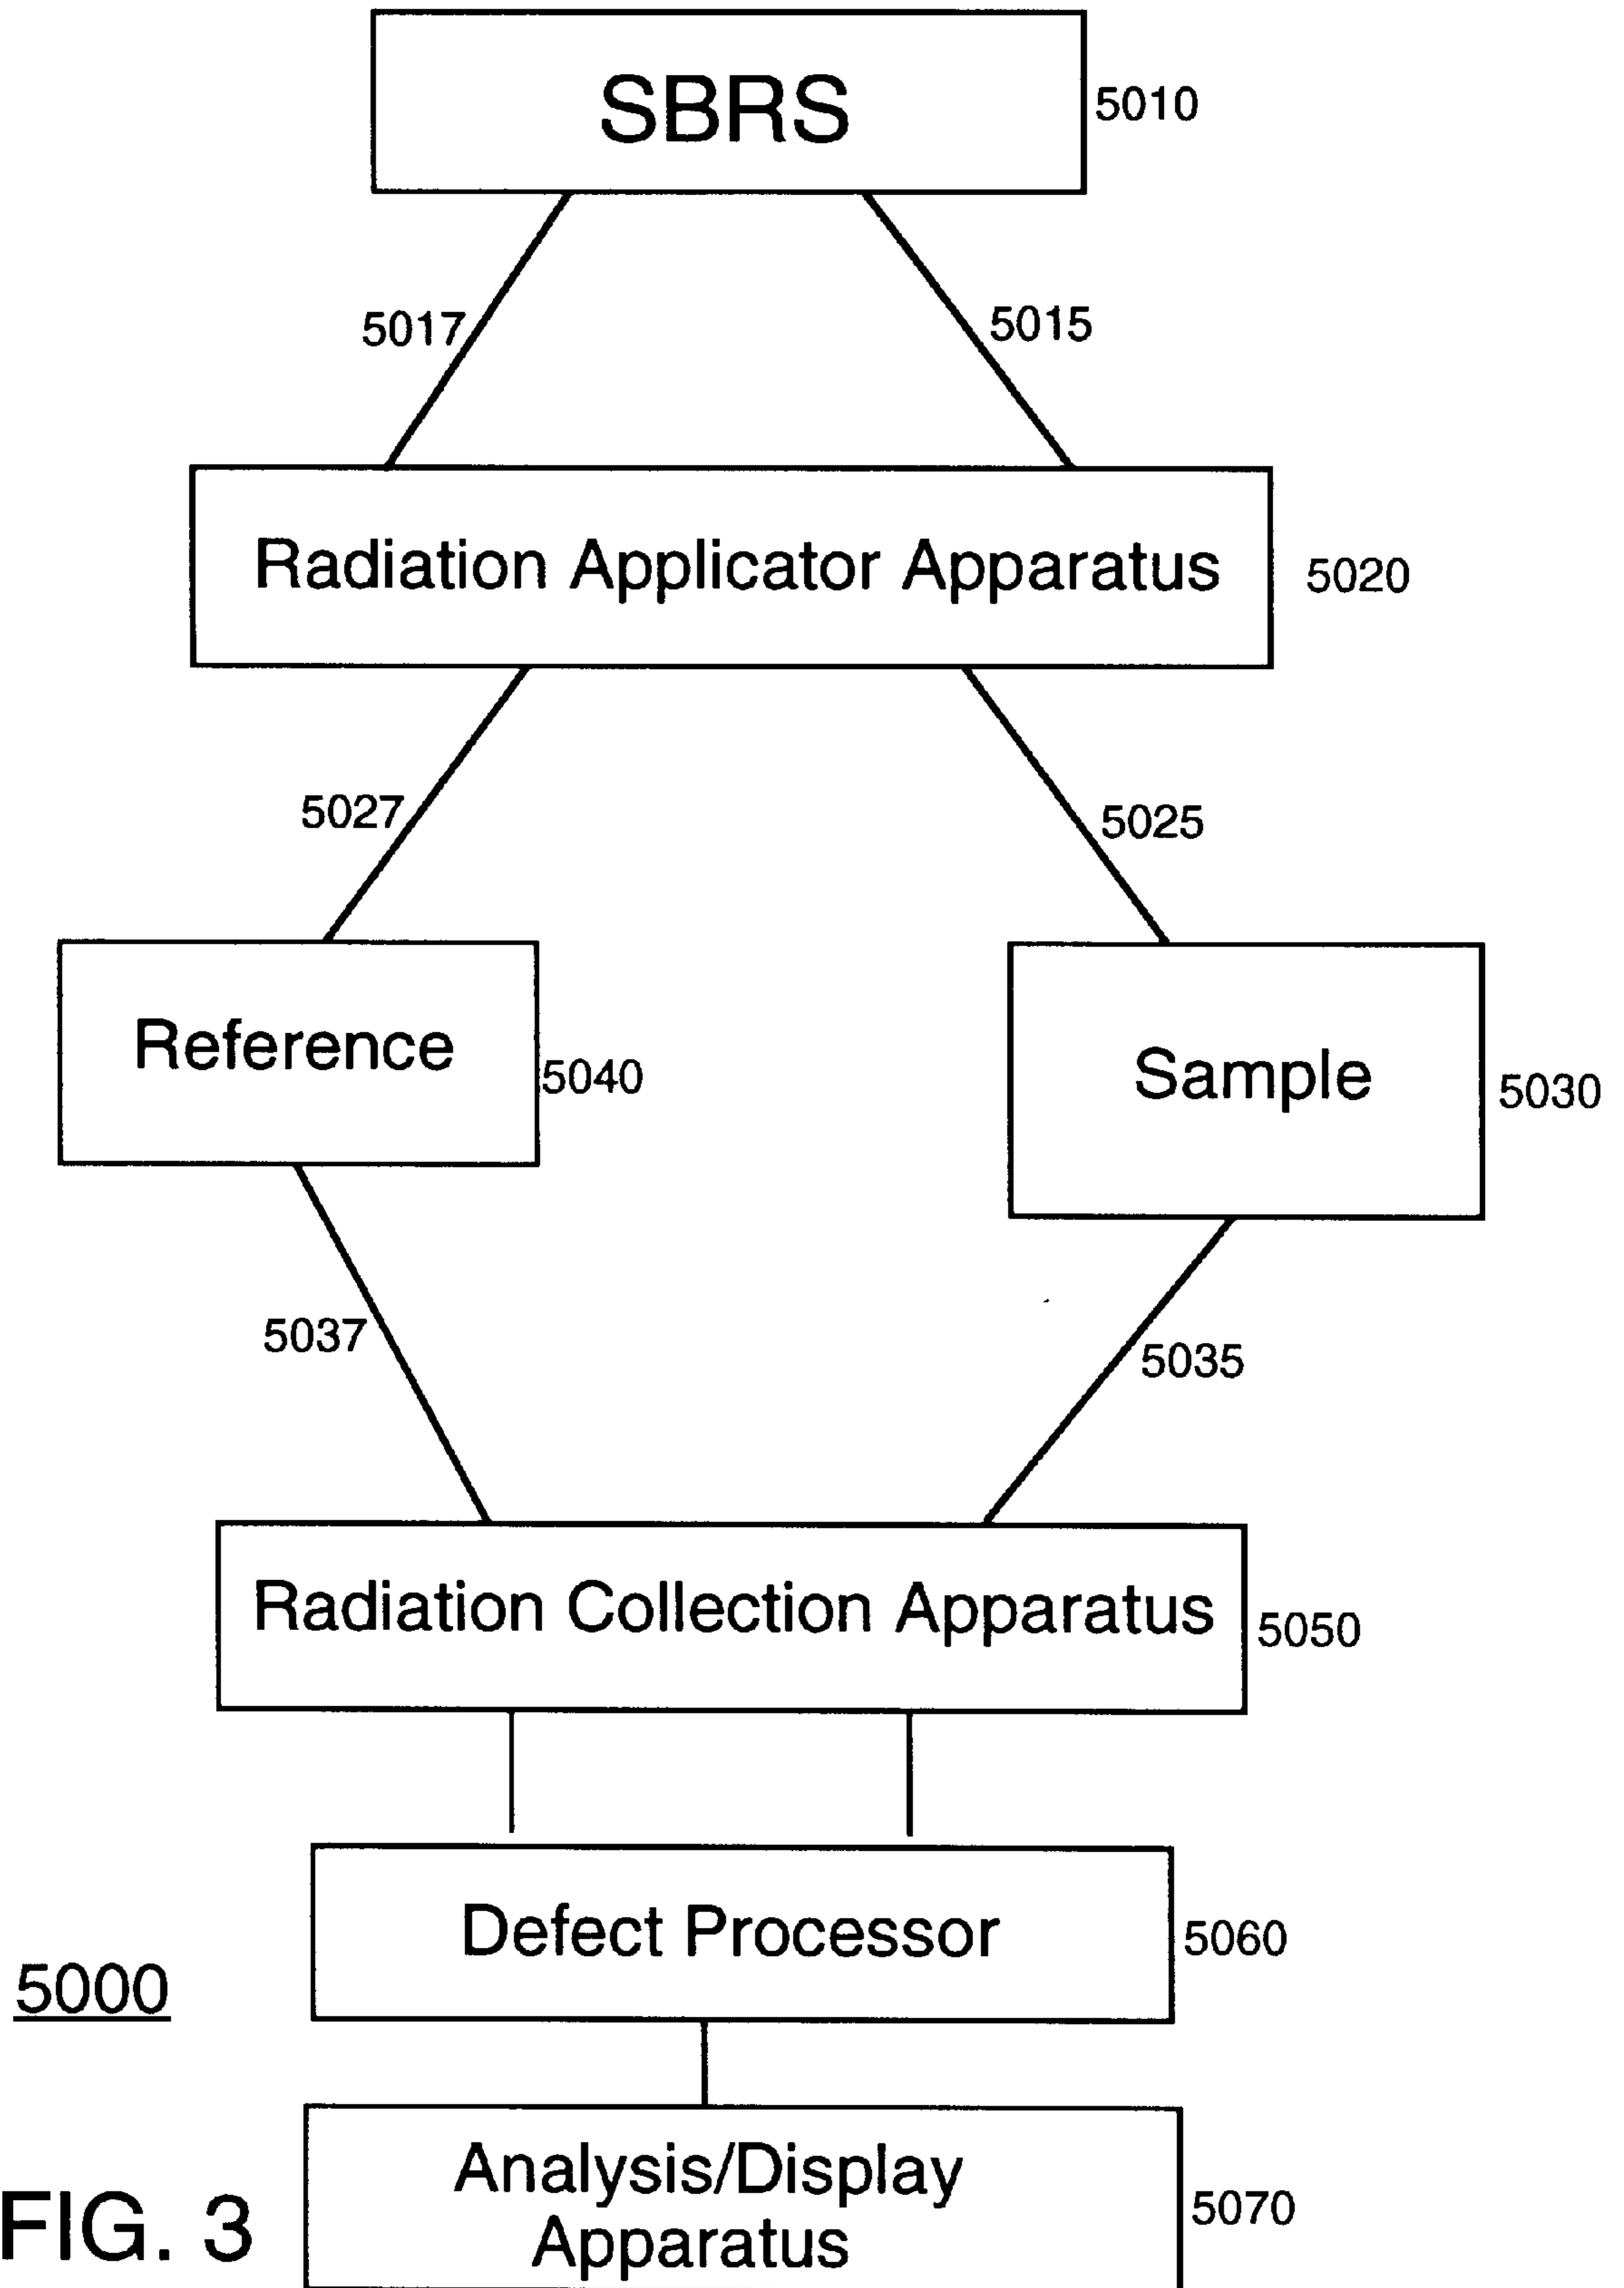 SBRS
5010
5017
5015
Radiation Applicator Apparatus
5020
5027
5025
Reference
5040
Sample
5030
5037
5035
Radiation Collection Apparatus
5050
Defect Processor
5060
5000
Analysis/Display
Apparatus
5070
FIG. 3